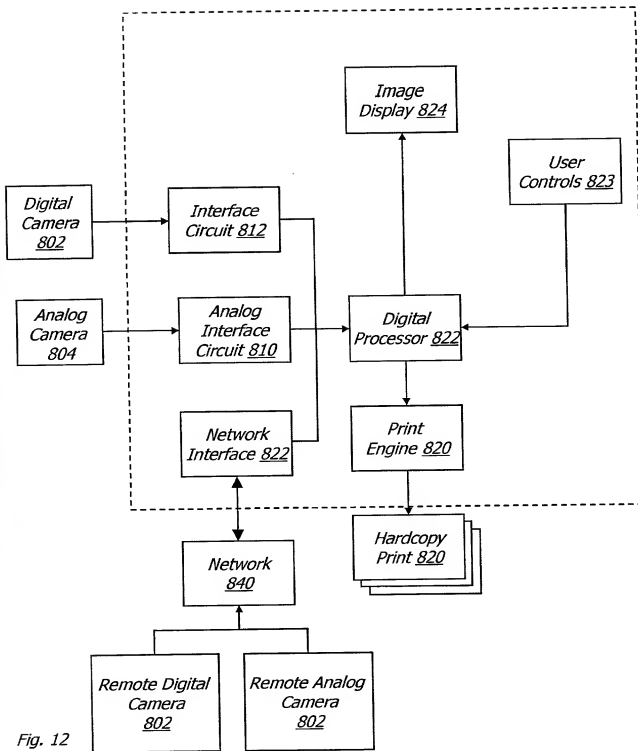 Image
Display 824
User
Controls 823
Digital
Camera
802
Interface
Circuit 812
Analog
Camera
804
Analog
Interface
Circuit 810
Digital
Processor 822
Network
Interface 822
Print
Engine 820
Hardcopy
Print 820
Network
840
Remote Digital
Camera
802
Remote Analog
Camera
802
Fig. 12